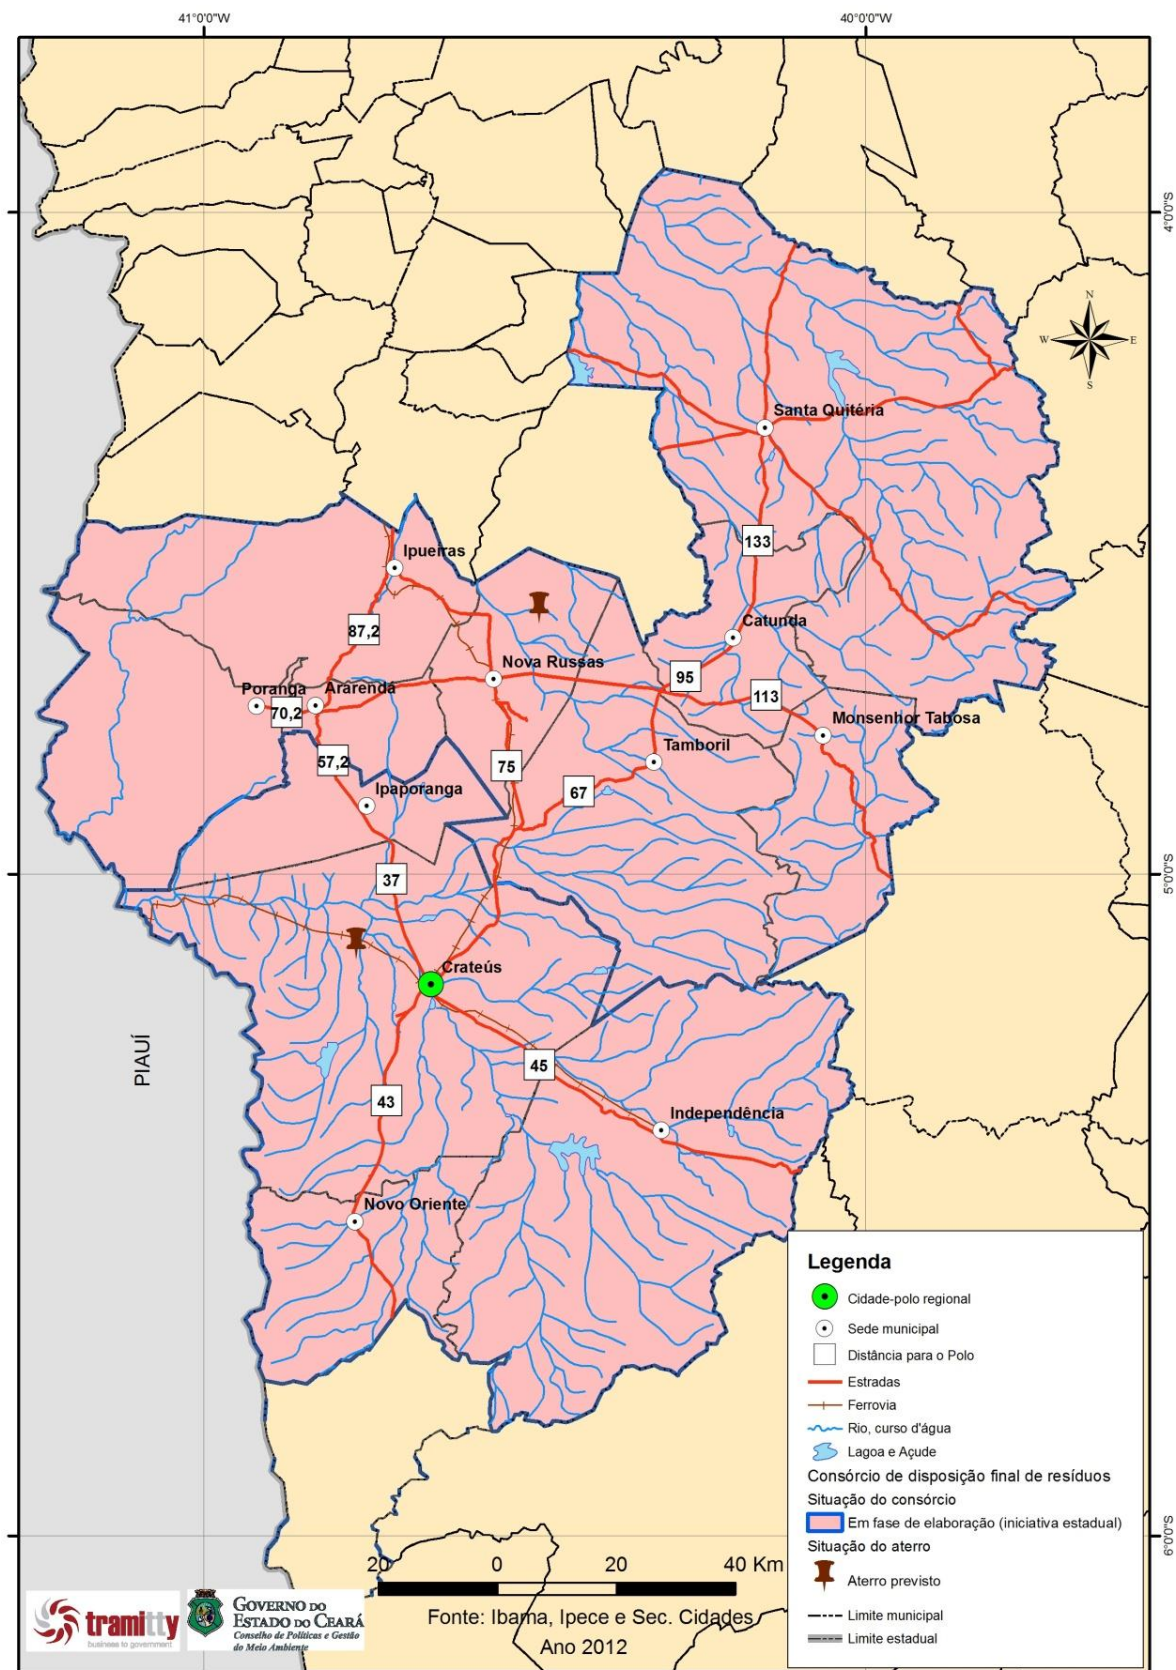 41°0'0"W
40°0'0"W
4°0'0"S
N
W
E
S
Santa Quitéria
133
Ipueiras
87,2
Catunda
Nova Russas
95
Poranga
Ararendá
113
70,2
Monsenhor Tabosa
Tamboril
57,2
75
67
Ipaporanga
5°0'0"S
37
Crateús
PIAUÍ
45
43
Independência
Novo Oriente
Legenda
Cidade-polo regional
Sede municipal
Distância para o Polo
Estradas
Ferrovia
Rio, curso d'água
Lagoa e Açude
Consórcio de disposição final de resíduos
Situação do consórcio
Em fase de elaboração (iniciativa estadual)
Situação do aterro
Aterro previsto
Limite municipal
Limite estadual
6°0'0"S
20 0 20 40 Km
Fonte: Ibama, Ipece e Sec. Cidades
Ano 2012
tramitty
business to government
GOVERNO DO
ESTADO DO CEARÁ
Conselho de Políticas e Gestão
do Meio Ambiente